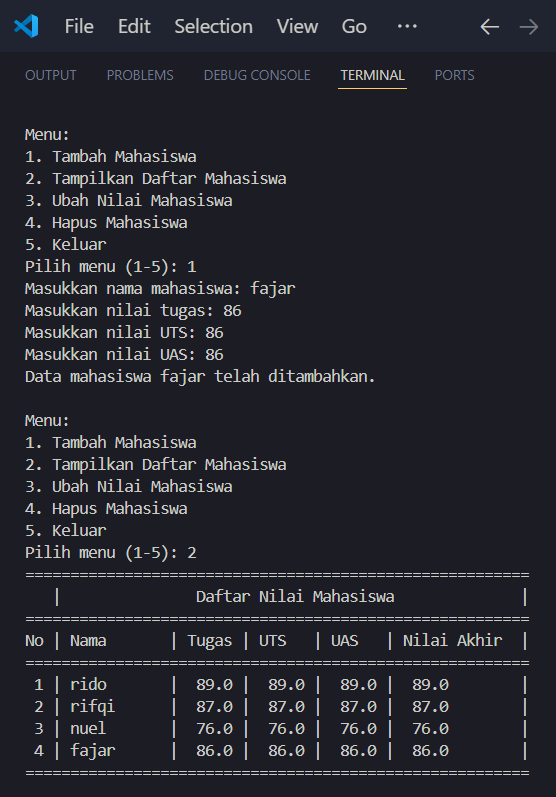 File Edit Selection View Go ···
OUTPUT PROBLEMS DEBUG CONSOLE TERMINAL PORTS
Menu:
1. Tambah Mahasiswa
2. Tampilkan Daftar Mahasiswa
3. Ubah Nilai Mahasiswa
4. Hapus Mahasiswa
5. Keluar
Pilih menu (1-5): 1
Masukkan nama mahasiswa: fajar
Masukkan nilai tugas: 86
Masukkan nilai UTS: 86
Masukkan nilai UAS: 86
Data mahasiswa fajar telah ditambahkan.
Menu:
1. Tambah Mahasiswa
2. Tampilkan Daftar Mahasiswa
3. Ubah Nilai Mahasiswa
4. Hapus Mahasiswa
5. Keluar
Pilih menu (1-5): 2
========================================================
   |               Daftar Nilai Mahasiswa              |
========================================================
No | Nama       | Tugas | UTS   | UAS   | Nilai Akhir  |
========================================================
 1 | rido       |  89.0 |  89.0 |  89.0 |  89.0        |
 2 | rifqi      |  87.0 |  87.0 |  87.0 |  87.0        |
 3 | nuel       |  76.0 |  76.0 |  76.0 |  76.0        |
 4 | fajar      |  86.0 |  86.0 |  86.0 |  86.0        |
========================================================